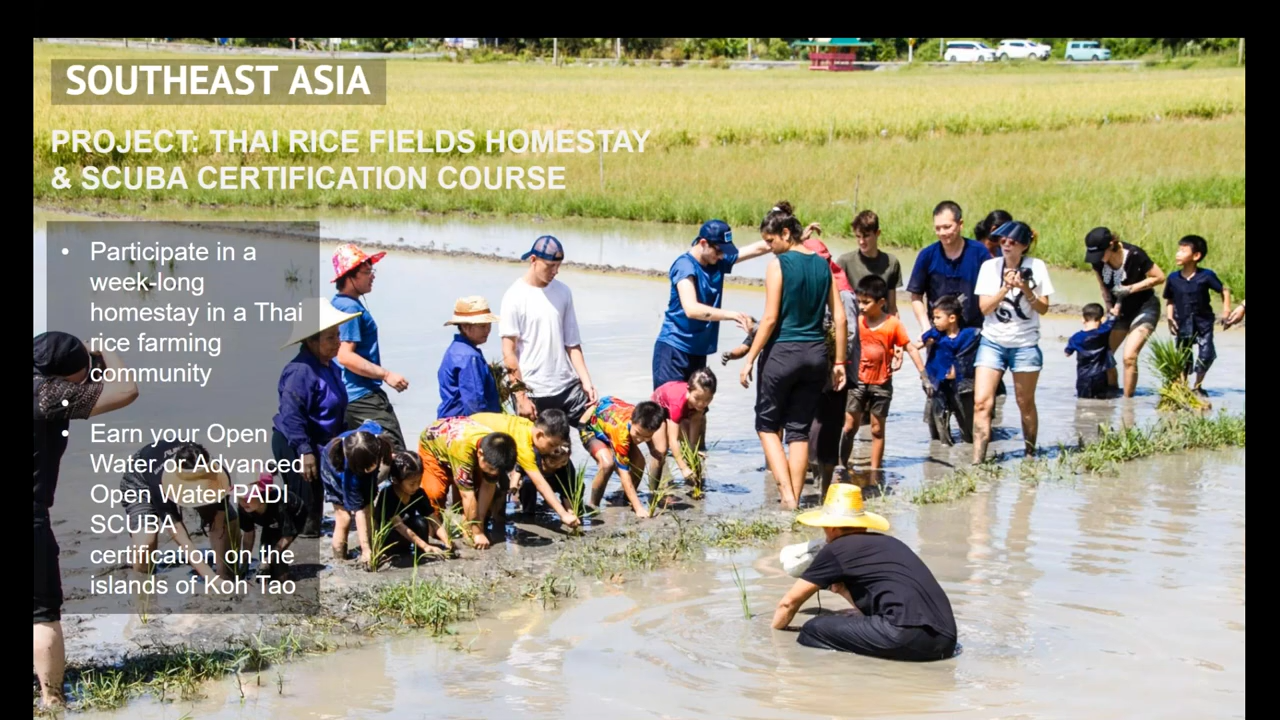 SOUTHEAST ASIA
PROJECT: THAI RICE FIELDS HOMESTAY
& SCUBA CERTIFICATION COURSE
• Participate in a
week-long
homestay in a Thai
rice farming
community
•
• Earn your Open
Water or Advanced
Open Water PADI
SCUBA
certification on the
islands of Koh Tao